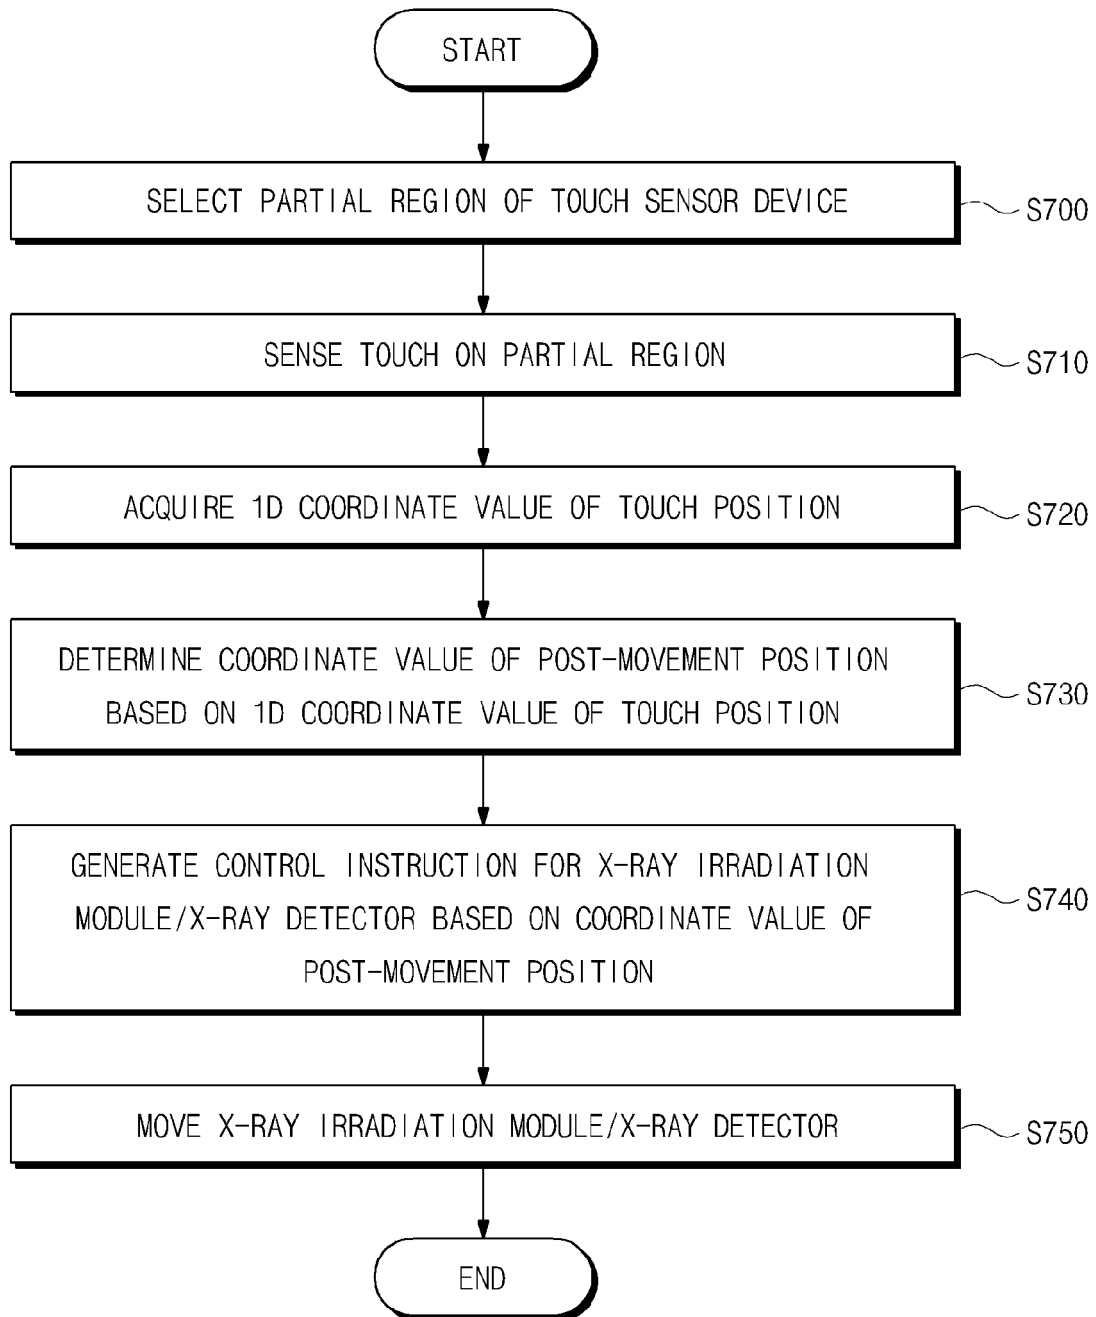 START
SELECT PARTIAL REGION OF TOUCH SENSOR DEVICE
S700
SENSE TOUCH ON PARTIAL REGION
S710
ACQUIRE 1D COORDINATE VALUE OF TOUCH POSITION
S720
DETERMINE COORDINATE VALUE OF POST-MOVEMENT POSITION
BASED ON 1D COORDINATE VALUE OF TOUCH POSITION
S730
GENERATE CONTROL INSTRUCTION FOR X-RAY IRRADIATION
MODULE/X-RAY DETECTOR BASED ON COORDINATE VALUE OF
POST-MOVEMENT POSITION
S740
MOVE X-RAY IRRADIATION MODULE/X-RAY DETECTOR
S750
END